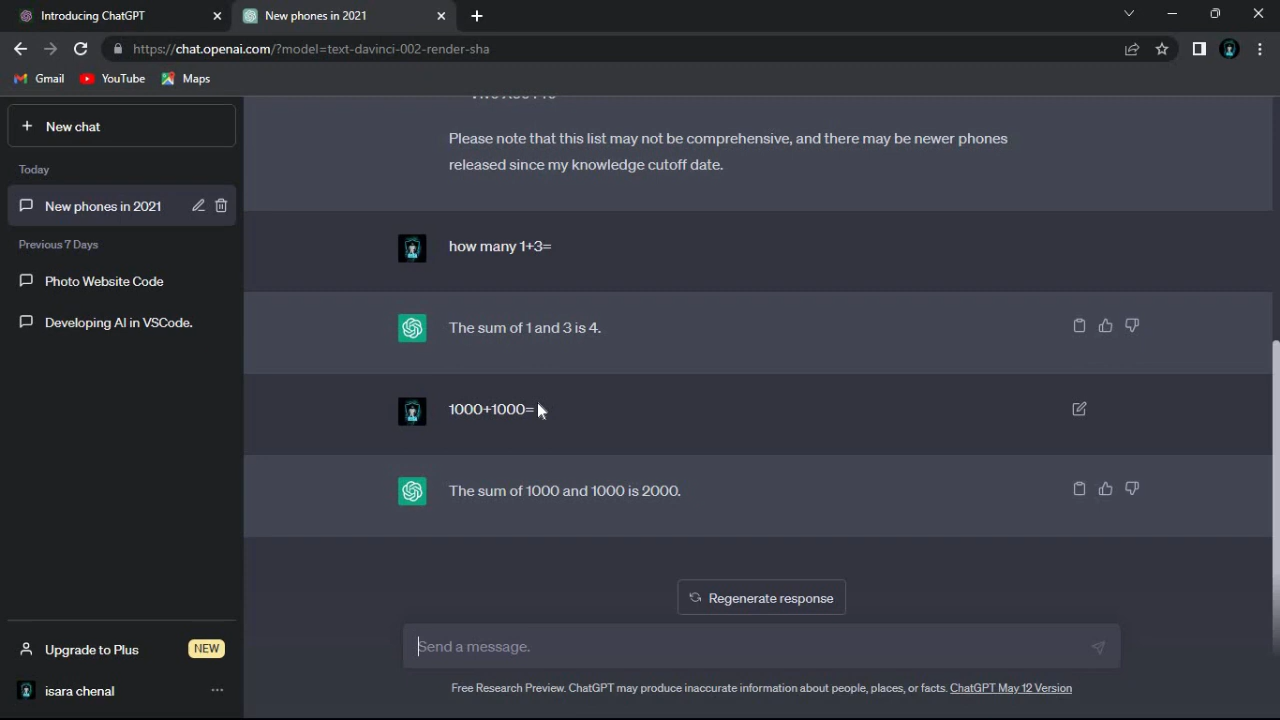 Introducing ChatGPT
New phones in 2021
https://chat.openai.com/?model=text-davinci-002-render-sha
Gmail
YouTube
Maps
New chat
Today
New phones in 2021
Previous 7 Days
Photo Website Code
Developing AI in VSCode.
Upgrade to Plus
NEW
isara chenal
Please note that this list may not be comprehensive, and there may be newer phones
released since my knowledge cutoff date.
how many 1+3=
The sum of 1 and 3 is 4.
1000+1000=
The sum of 1000 and 1000 is 2000.
Regenerate response
Send a message.
Free Research Preview. ChatGPT may produce inaccurate information about people, places, or facts. ChatGPT May 12 Version